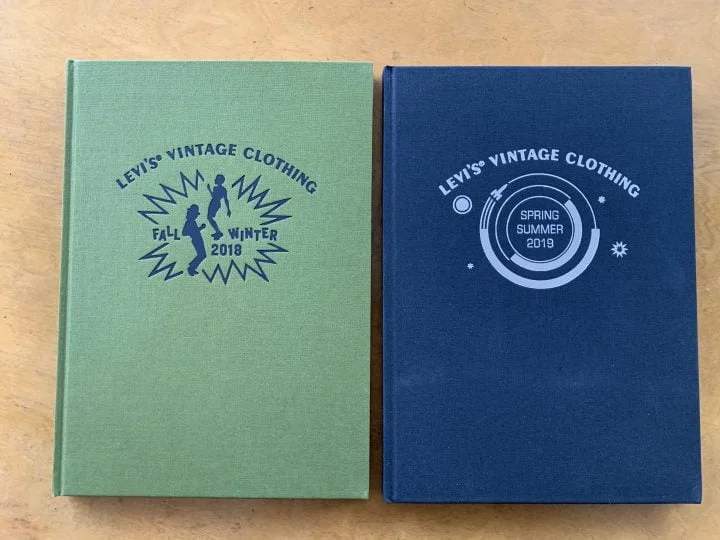 LEVI'S® VINTAGE CLOTHING
FALL WINTER
2018
LEVI'S® VINTAGE CLOTHING
SPRING
SUMMER
2019